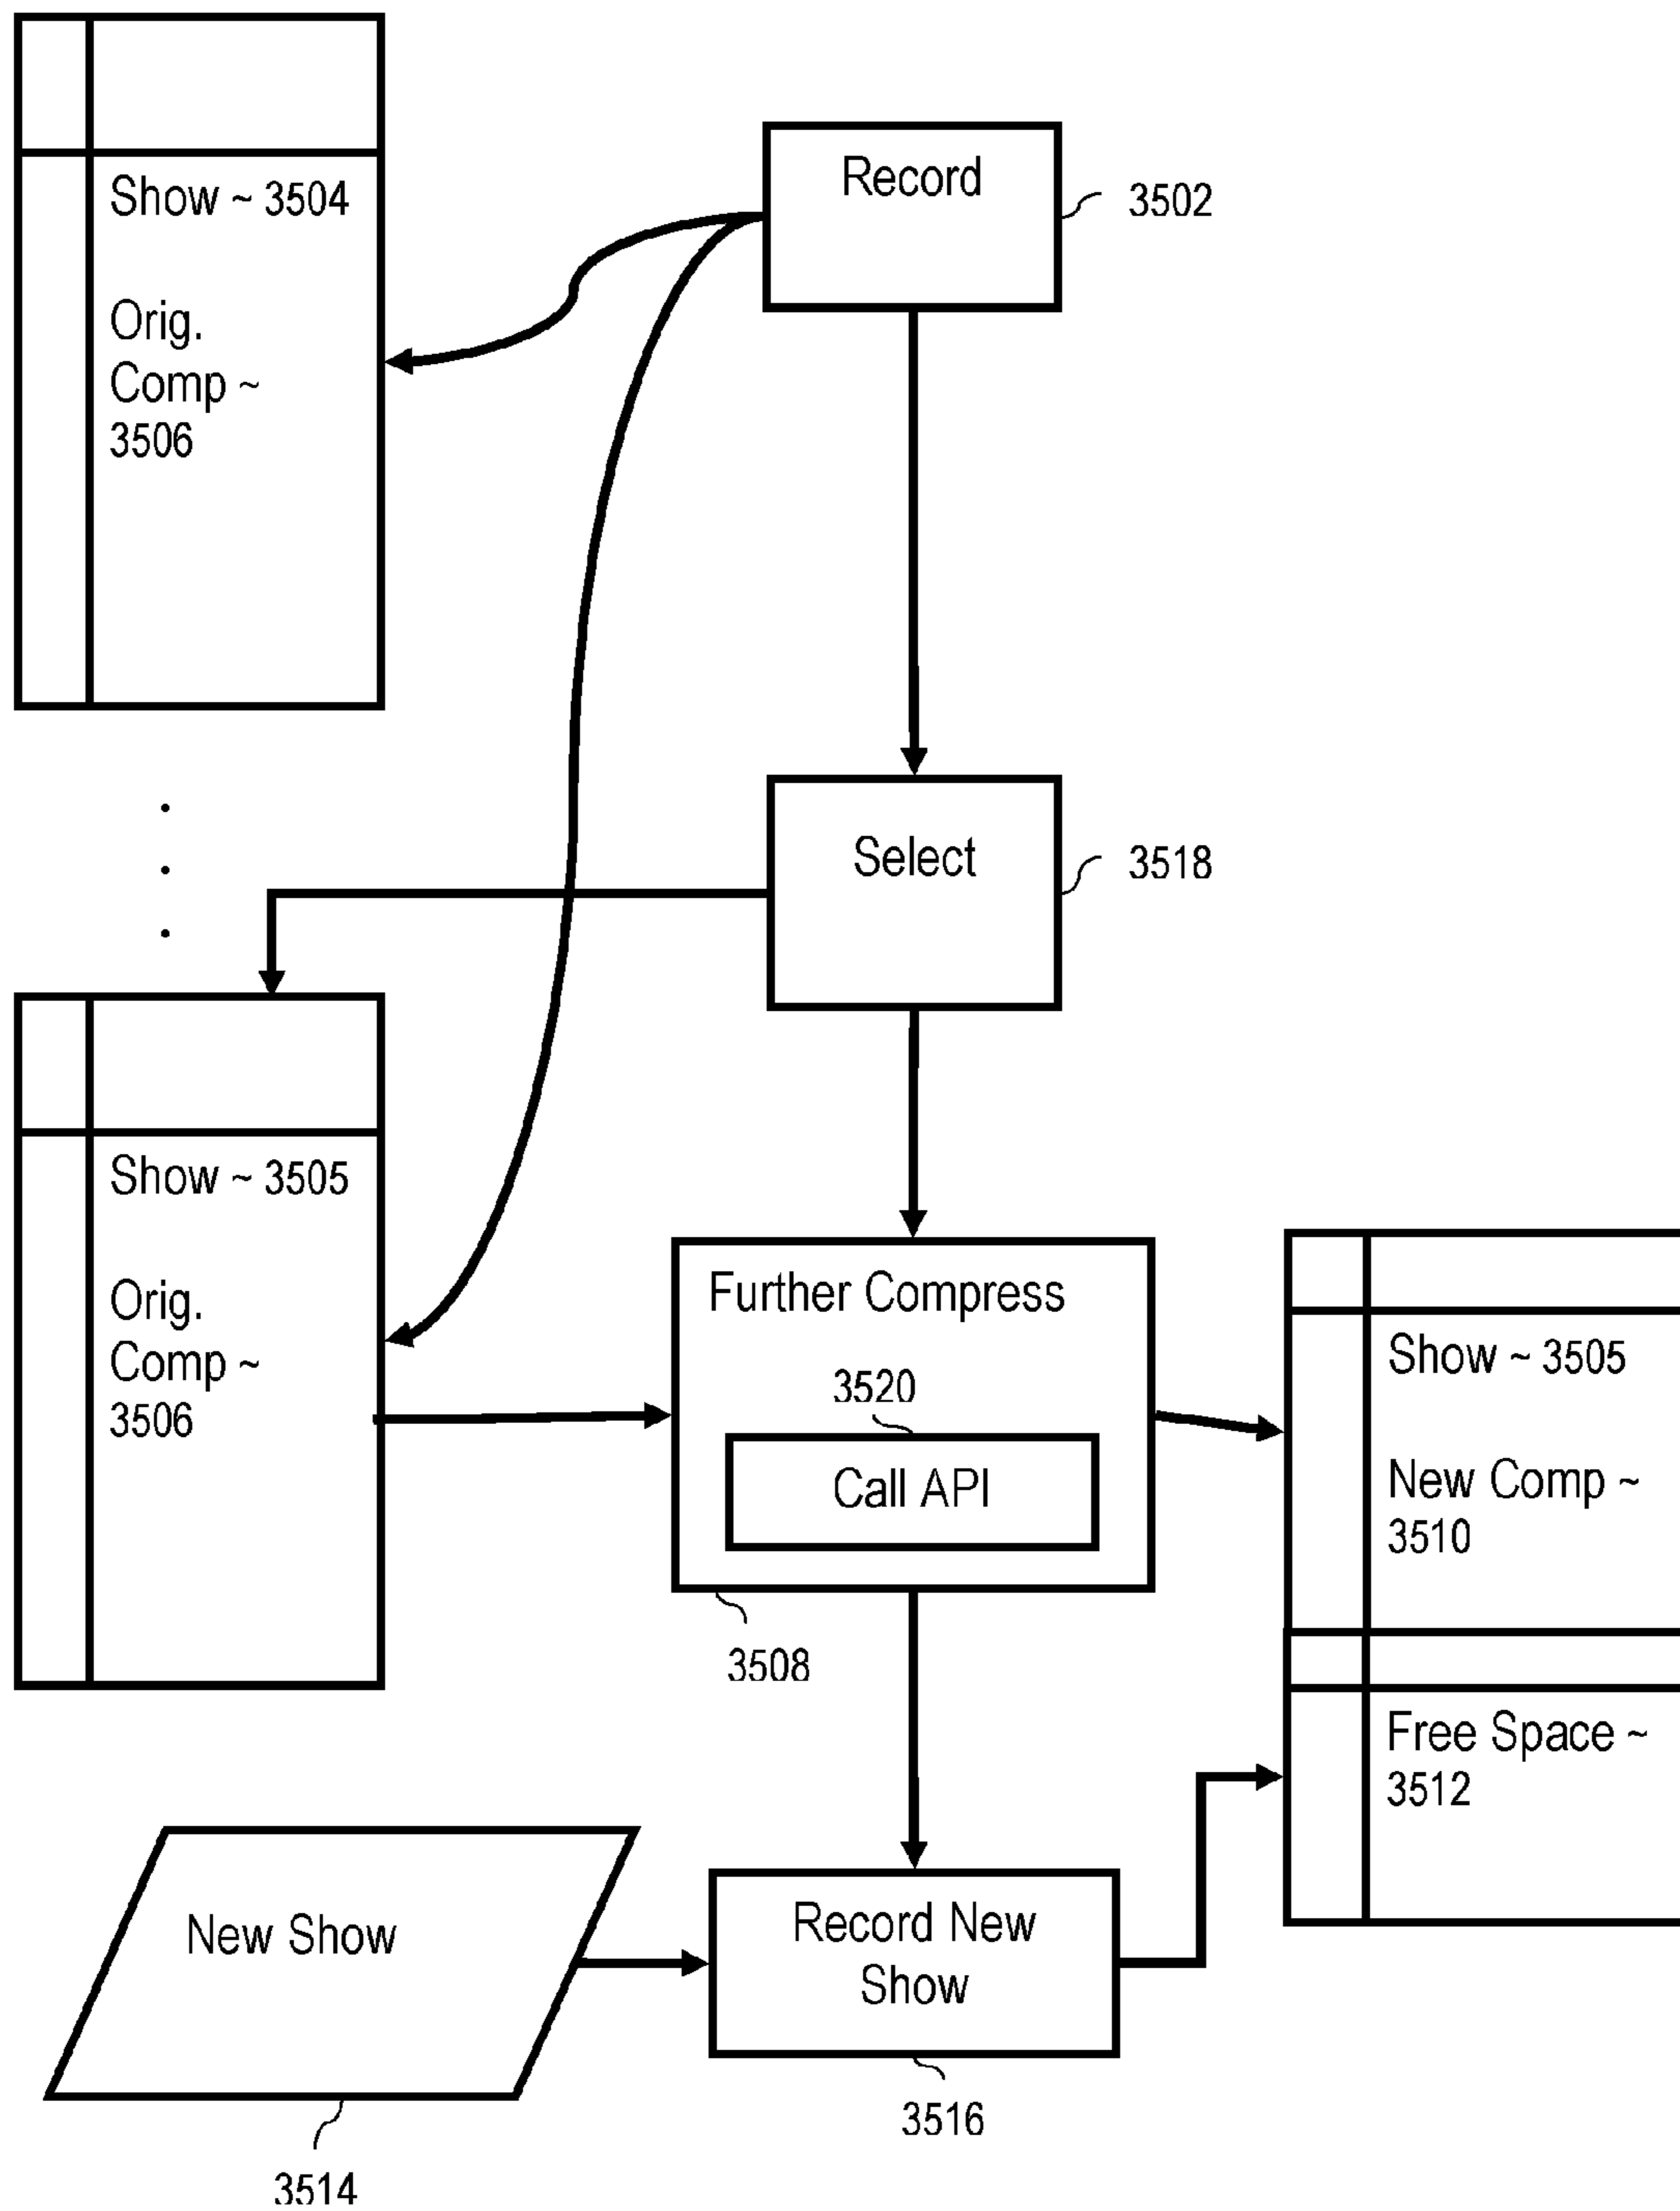 Record
3502
Show ~ 3504
Orig.
Comp ~
3506
Select
3518
Show ~ 3505
Orig.
Comp ~
3506
Further Compress
3520
Call API
3508
Show ~ 3505
New Comp ~
3510
Free Space ~
3512
New Show
3514
Record New
Show
3516